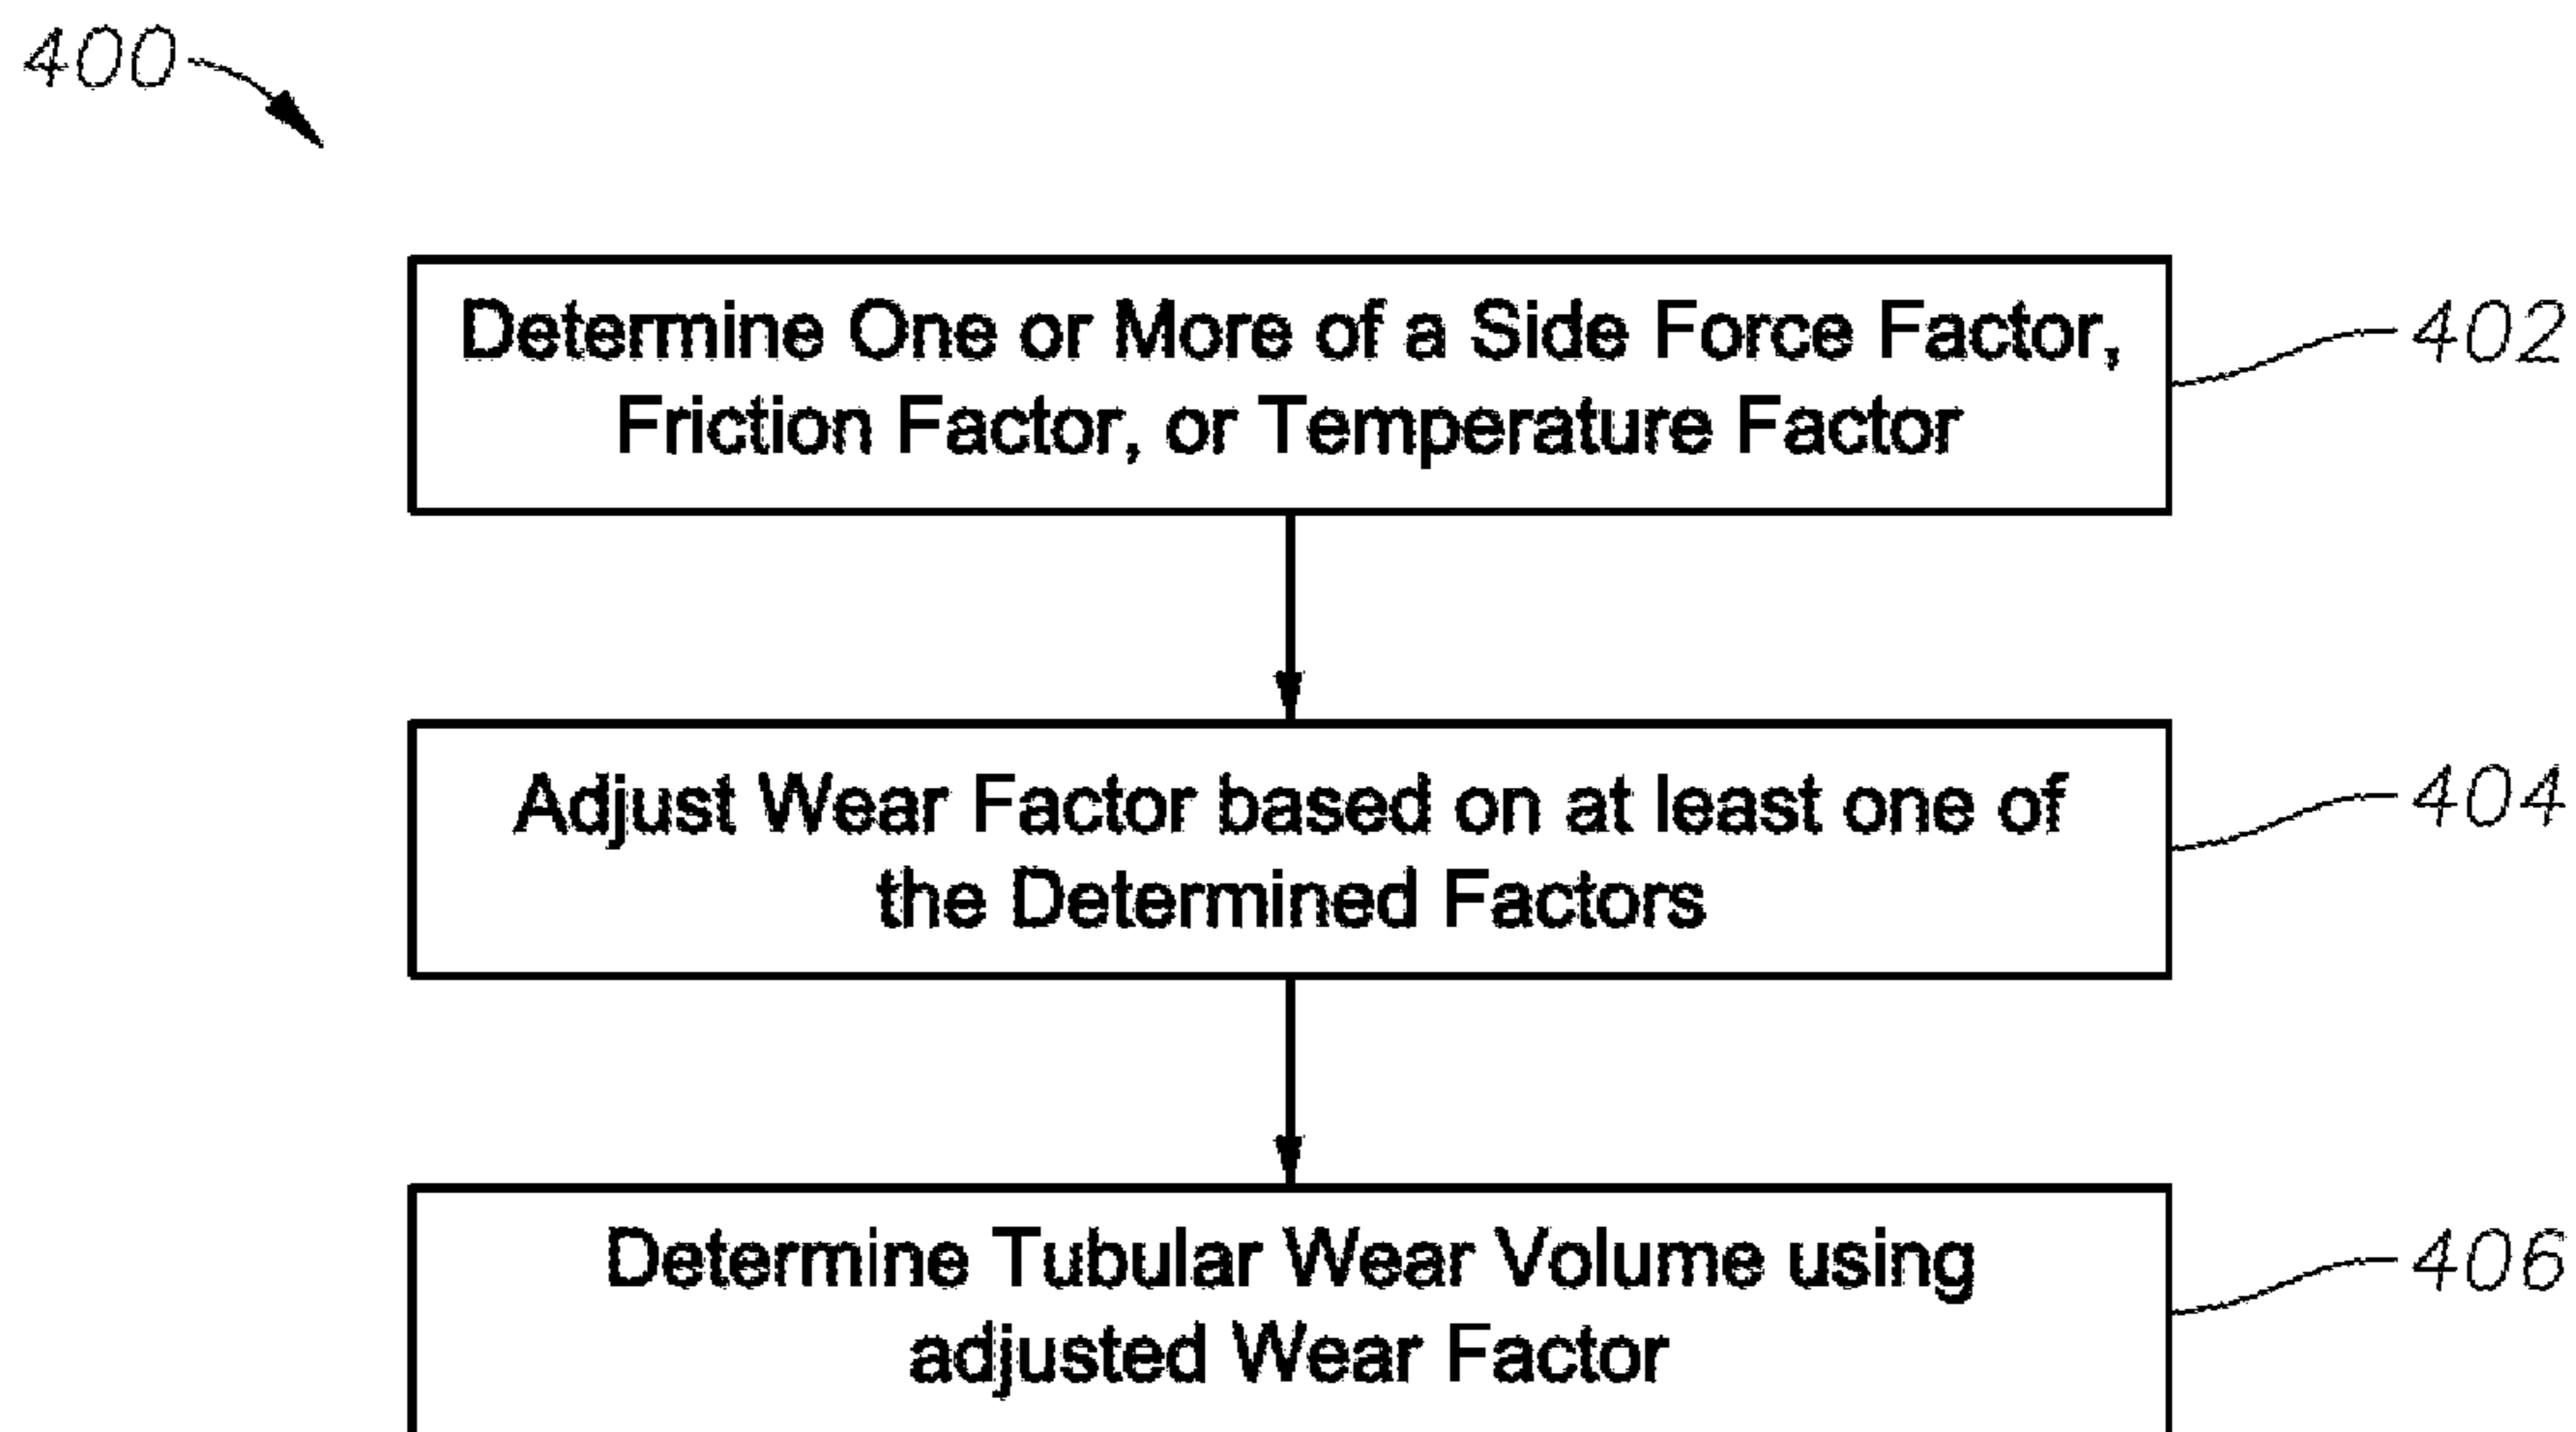 400
Determine One or More of a Side Force Factor,
Friction Factor, or Temperature Factor
402
Adjust Wear Factor based on at least one of
the Determined Factors
404
Determine Tubular Wear Volume using
adjusted Wear Factor
406